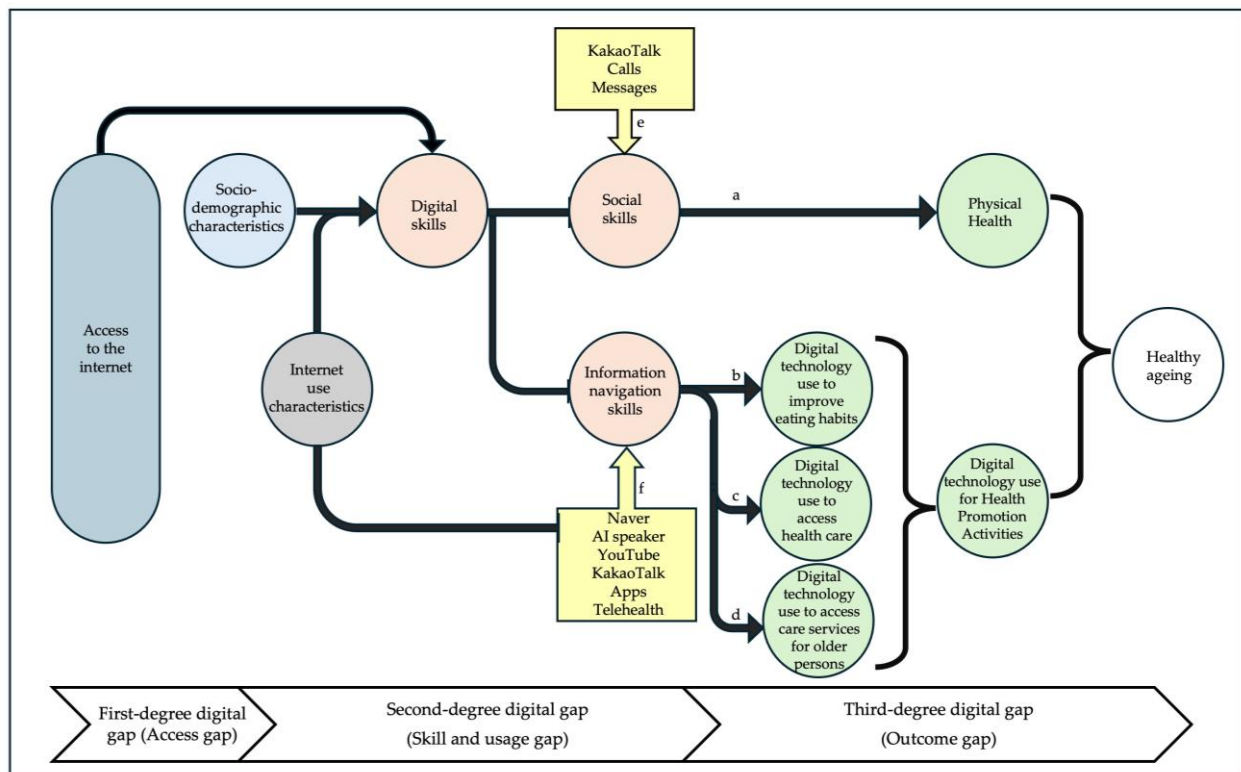 KakaoTalk
Calls
Messages
e
Socio-
demographic
characteristics
Digital
skills
Social
skills
a
Physical
Health
Access
to the
internet
Internet
use
characteristics
Information
navigation
skills
b
Digital
technology
use to
improve
eating habits
Healthy
ageing
f
c
Digital
technology
use to
access
health care
Digital
technology
use for Health
Promotion
Activities
Naver
AI speaker
YouTube
KakaoTalk
Apps
Telehealth
d
Digital
technology
use to access
care services
for older
persons
First-degree digital
gap (Access gap)
Second-degree digital gap
(Skill and usage gap)
Third-degree digital gap
(Outcome gap)